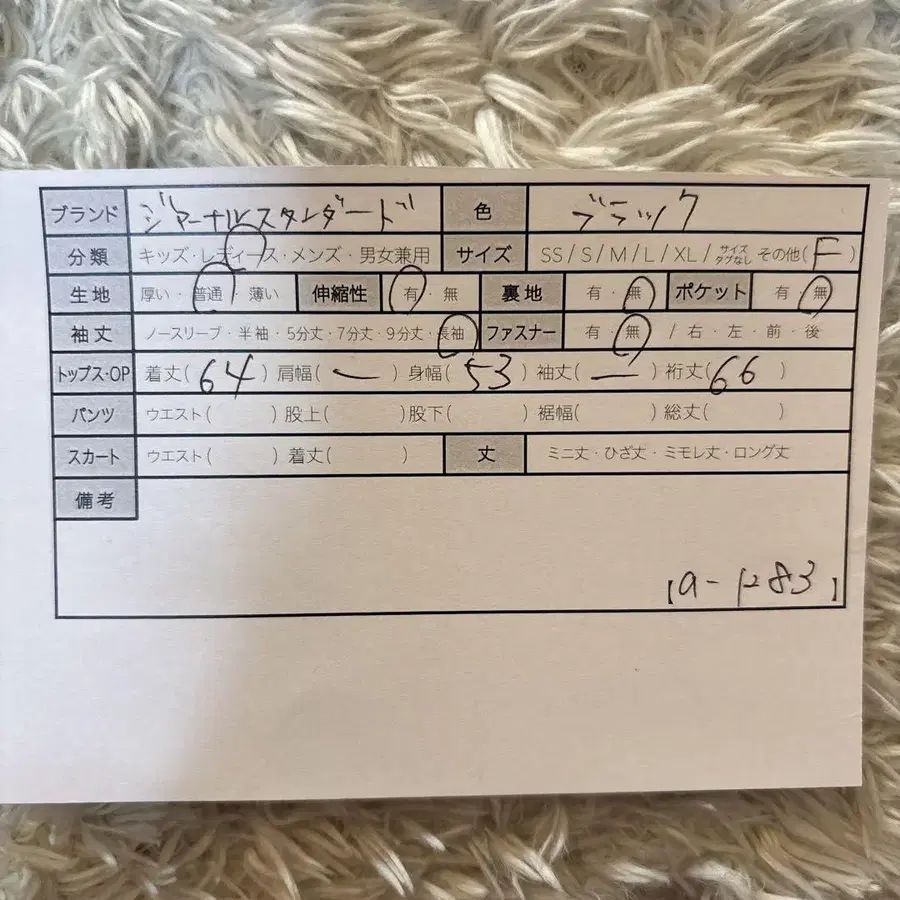 ブランド ジャーナルスタンダード 色 ブラック
分類 キッズ・レディース・メンズ・男女兼用 サイズ SS/S/M/L/XL/サイズタグなし その他(F)
生地 厚い・普通・薄い 伸縮性 有・無 裏地 有・無 ポケット 有・無
袖丈 ノースリーブ・半袖・5分丈・7分丈・9分丈・長袖 ファスナー 有・無 / 右・左・前・後
トップス・OP 着丈(64) 肩幅(ー) 身幅(53) 袖丈(ー) 裄丈(66)
パンツ ウエスト( ) 股上( ) 股下( ) 裾幅( ) 総丈( )
スカート ウエスト( ) 着丈( ) 丈 ミニ丈・ひざ丈・ミモレ丈・ロング丈
備考
【a-1283】